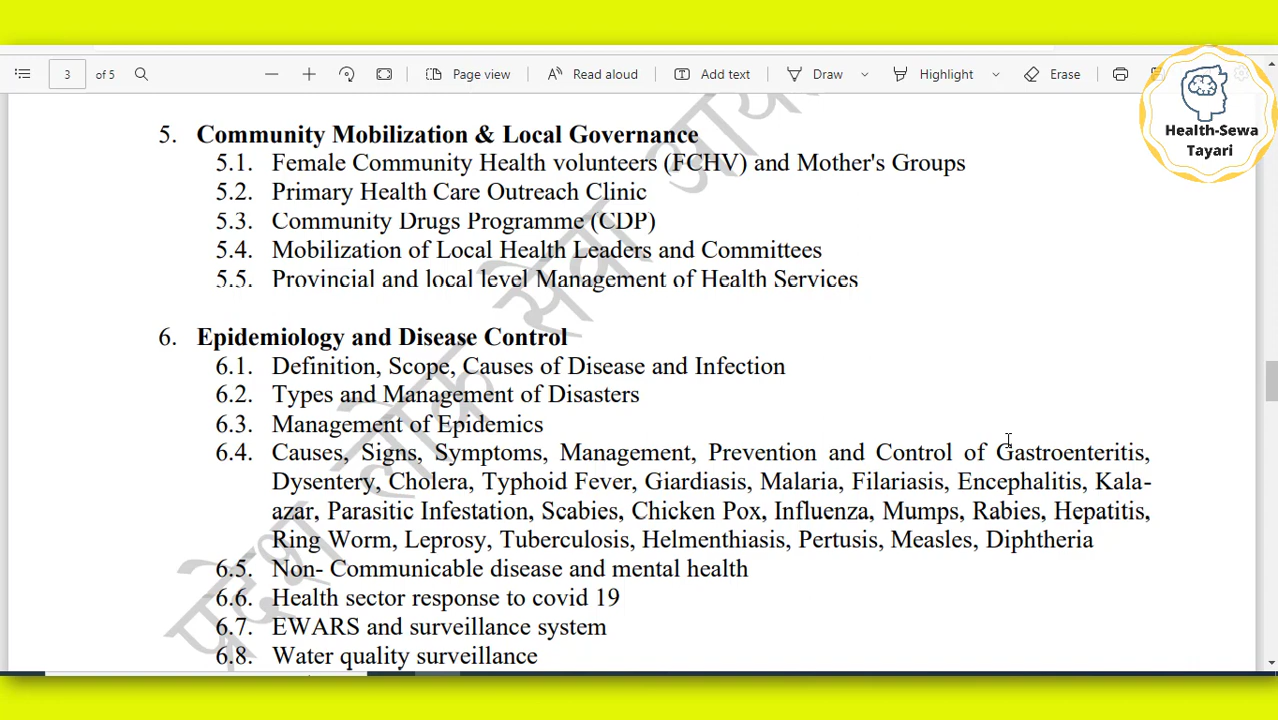 3 of 5 Page view Read aloud Add text Draw Highlight Erase
Health-Sewa
Tayari
5. Community Mobilization & Local Governance
5.1. Female Community Health volunteers (FCHV) and Mother's Groups
5.2. Primary Health Care Outreach Clinic
5.3. Community Drugs Programme (CDP)
5.4. Mobilization of Local Health Leaders and Committees
5.5. Provincial and local level Management of Health Services
6. Epidemiology and Disease Control
6.1. Definition, Scope, Causes of Disease and Infection
6.2. Types and Management of Disasters
6.3. Management of Epidemics
6.4. Causes, Signs, Symptoms, Management, Prevention and Control of Gastroenteritis,
Dysentery, Cholera, Typhoid Fever, Giardiasis, Malaria, Filariasis, Encephalitis, Kala-
azar, Parasitic Infestation, Scabies, Chicken Pox, Influenza, Mumps, Rabies, Hepatitis,
Ring Worm, Leprosy, Tuberculosis, Helmenthiasis, Pertusis, Measles, Diphtheria
6.5. Non- Communicable disease and mental health
6.6. Health sector response to covid 19
6.7. EWARS and surveillance system
6.8. Water quality surveillance
प्रदेश लोक सेवा